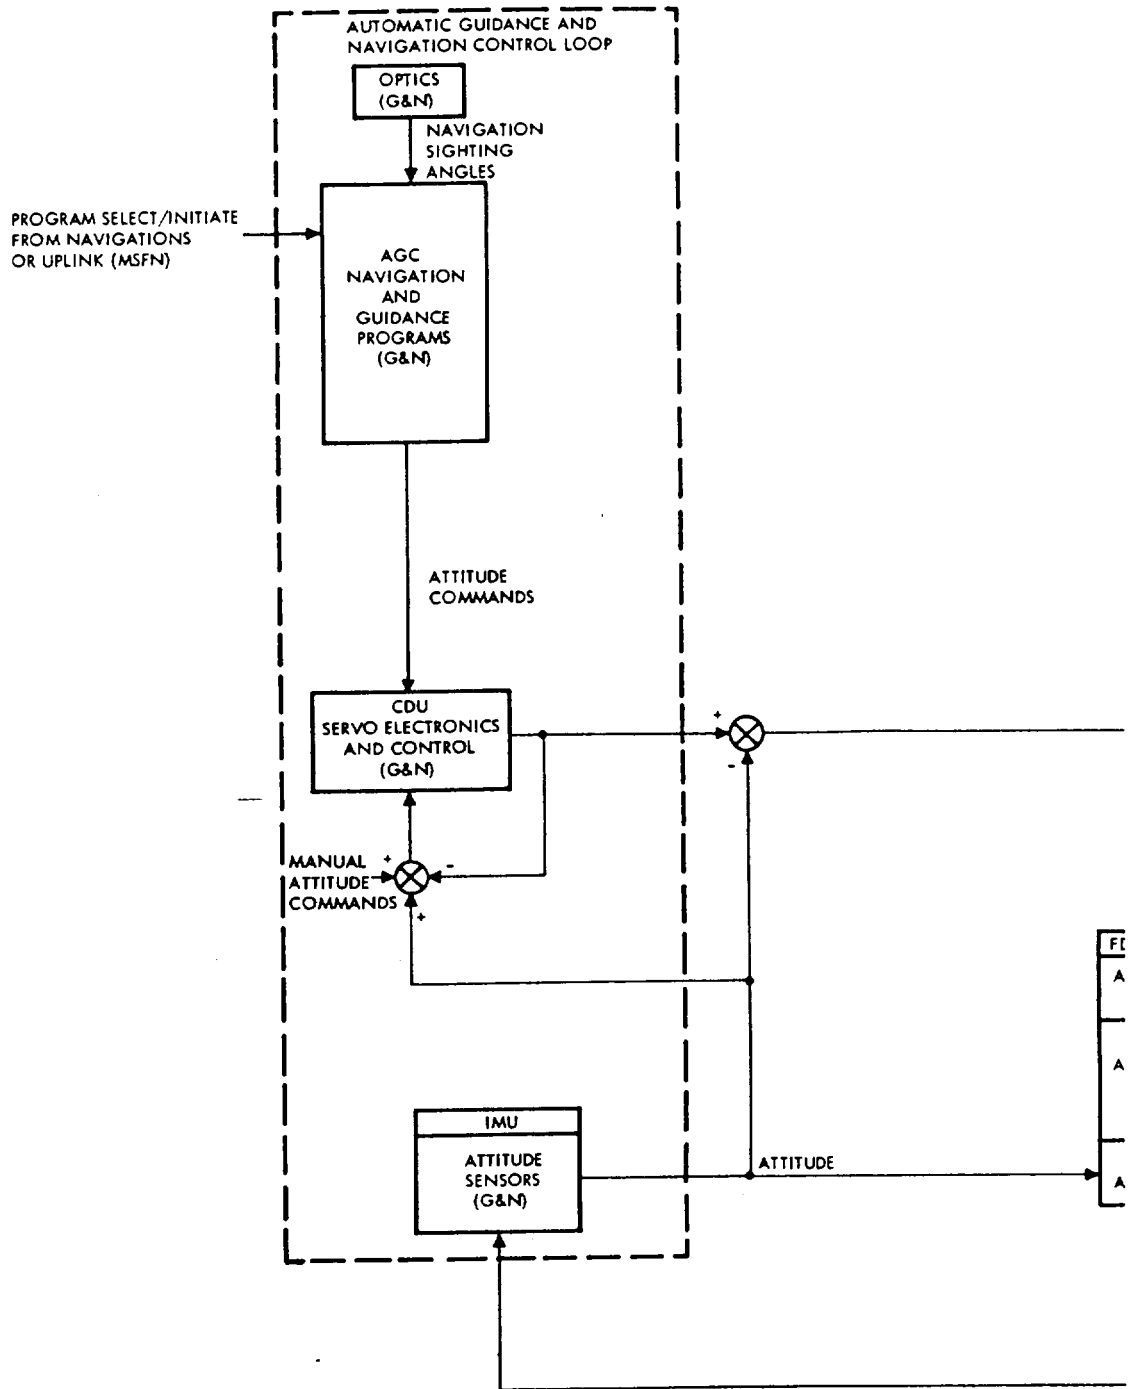 AUTOMATIC GUIDANCE AND
NAVIGATION CONTROL LOOP
OPTICS
(G&N)
NAVIGATION
SIGHTING
ANGLES
PROGRAM SELECT/INITIATE
FROM NAVIGATIONS
OR UPLINK (MSFN)
AGC
NAVIGATION
AND
GUIDANCE
PROGRAMS
(G&N)
ATTITUDE
COMMANDS
CDU
SERVO ELECTRONICS
AND CONTROL
(G&N)
+
-
MANUAL
ATTITUDE
COMMANDS
+
-
+
IMU
ATTITUDE
SENSORS
(G&N)
ATTITUDE
A
A
A